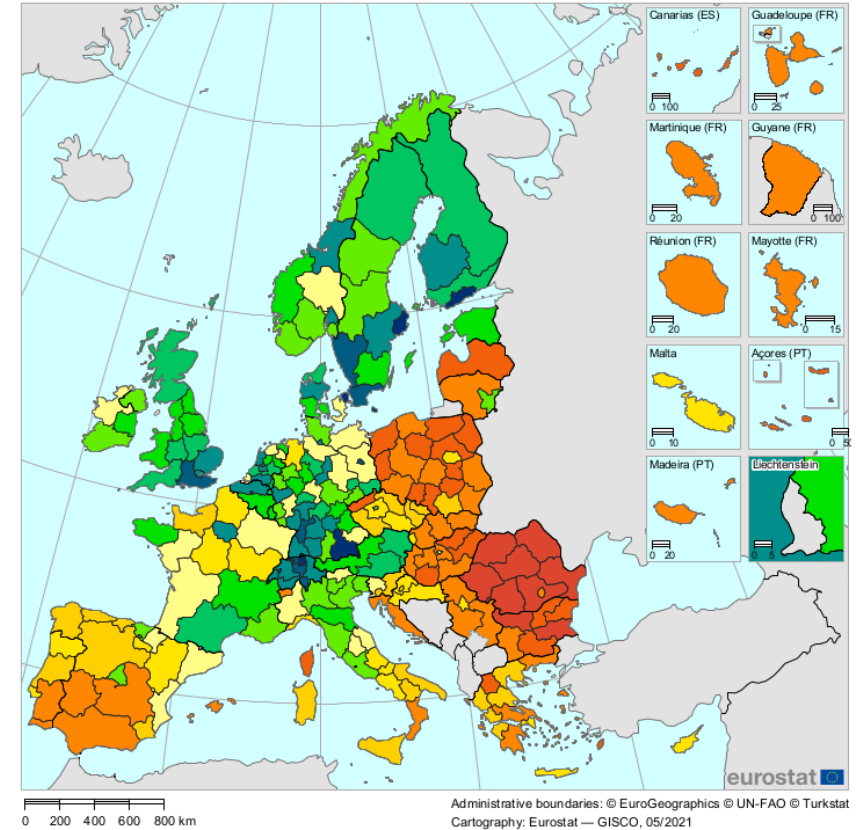 Canarias (ES)
0 100
Guadeloupe (FR)
0 25
Martinique (FR)
0 20
Guyane (FR)
0 100
Réunion (FR)
0 20
Mayotte (FR)
0 15
Malta
0 10
Açores (PT)
0 50
Madeira (PT)
0 20
Liechtenstein
0 5
eurostat
0 200 400 600 800 km
Administrative boundaries: © EuroGeographics © UN-FAO © Turkstat
Cartography: Eurostat — GISCO, 05/2021